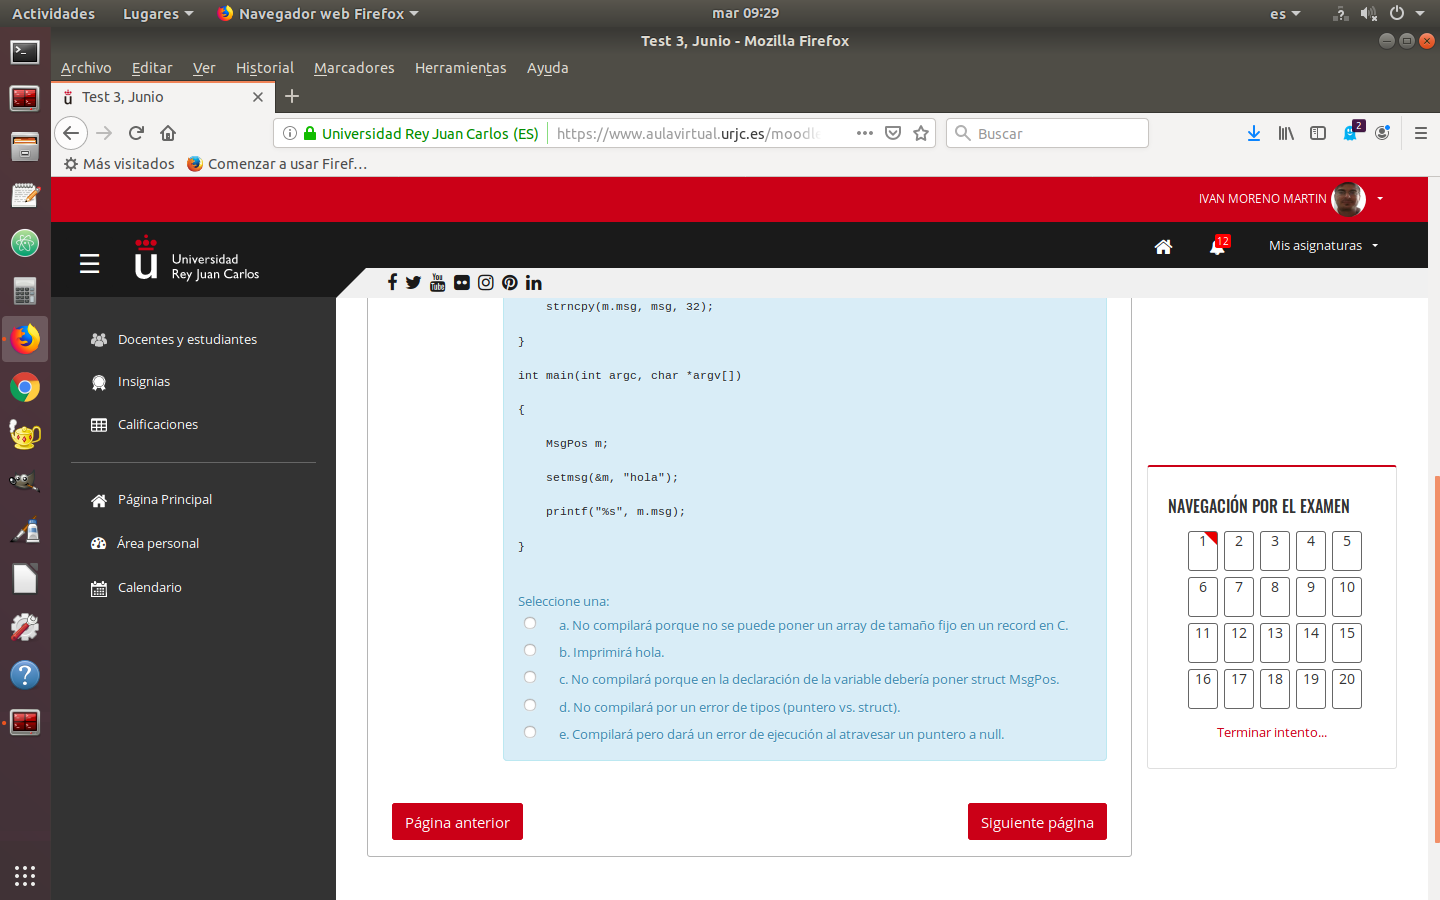 Actividades
Lugares
Navegador web Firefox
mar 09:29
es
Test 3, Junio - Mozilla Firefox
Archivo Editar Ver Historial Marcadores Herramientas Ayuda
Test 3, Junio
Universidad Rey Juan Carlos (ES)
https://www.aulavirtual.urjc.es/moodle
Buscar
2
Más visitados
Comenzar a usar Firef...
IVAN MORENO MARTIN
Universidad
Rey Juan Carlos
12
Mis asignaturas
You
Tube
Docentes y estudiantes
Insignias
Calificaciones
Página Principal
Área personal
Calendario
strncpy(m.msg, msg, 32);
}
int main(int argc, char *argv[])
{
MsgPos m;
setmsg(&m, "hola");
printf("%s", m.msg);
}
Seleccione una:
a. No compilará porque no se puede poner un array de tamaño fijo en un record en C.
b. Imprimirá hola.
c. No compilará porque en la declaración de la variable debería poner struct MsgPos.
d. No compilará por un error de tipos (puntero vs. struct).
e. Compilará pero dará un error de ejecución al atravesar un puntero a null.
Página anterior
Siguiente página
NAVEGACIÓN POR EL EXAMEN
1 2 3 4 5
6 7 8 9 10
11 12 13 14 15
16 17 18 19 20
Terminar intento...